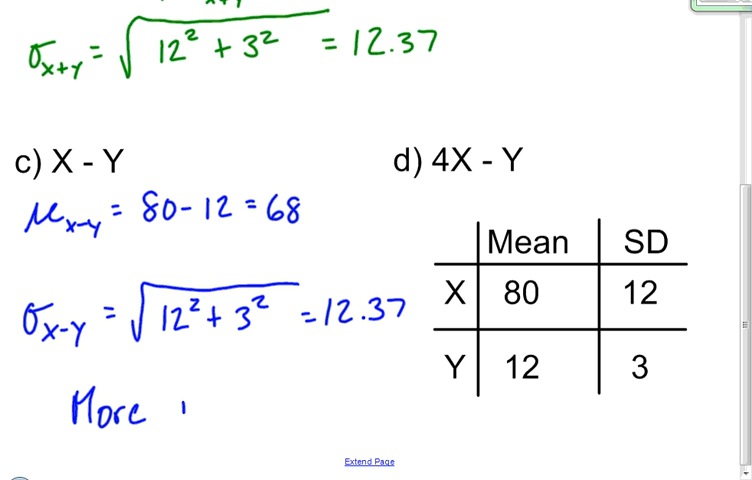 σx+y = √12² + 3² = 12.37
c) X - Y
μx-y = 80 - 12 = 68
σx-y = √12² + 3² = 12.37
More
d) 4X - Y
Mean SD
X 80 12
Y 12 3
Extend Page